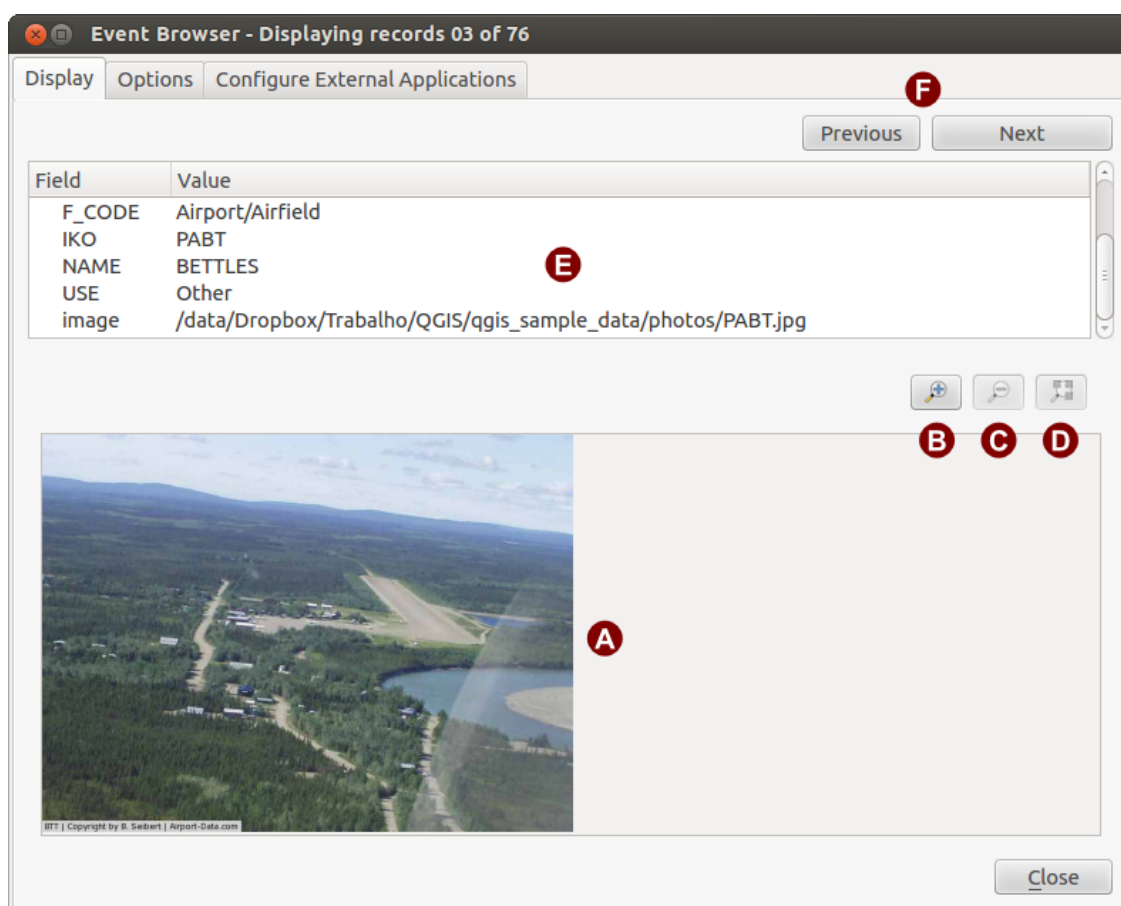 Event Browser - Displaying records 03 of 76
Display Options Configure External Applications
F
Previous Next
Field Value
F_CODE Airport/Airfield
IKO PABT
NAME BETTLES
E
USE Other
image /data/Dropbox/Trabalho/QGIS/qgis_sample_data/photos/PABT.jpg
B C D
A
BTT | Copyright by B. Seibert | Airport-Data.com
Close